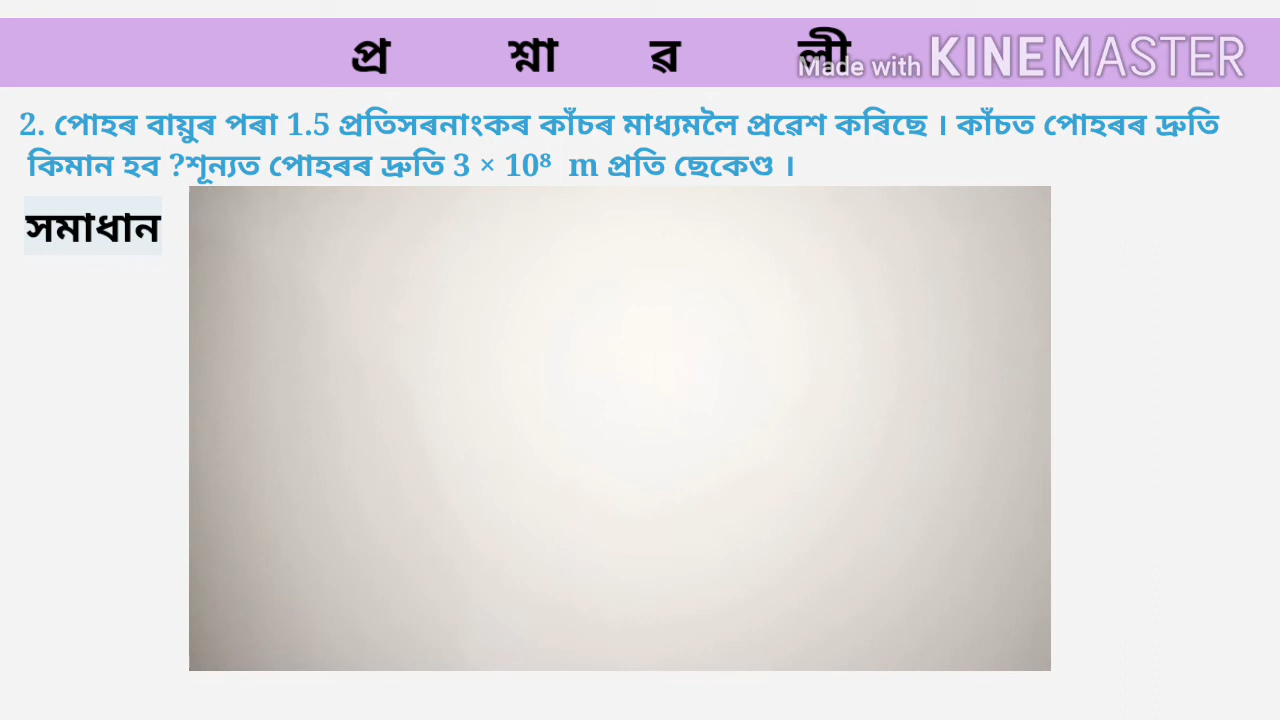 প্ৰ শ্না ৱ লী
Made with KINEMASTER
2. পোহৰ বায়ুৰ পৰা 1.5 প্ৰতিসৰনাংকৰ কাঁচৰ মাধ্যমলৈ প্ৰৱেশ কৰিছে । কাঁচত পোহৰৰ দ্ৰুতি
কিমান হব ?শূন্যত পোহৰৰ দ্ৰুতি 3 × 10⁸ m প্ৰতি ছেকেণ্ড ।
সমাধান